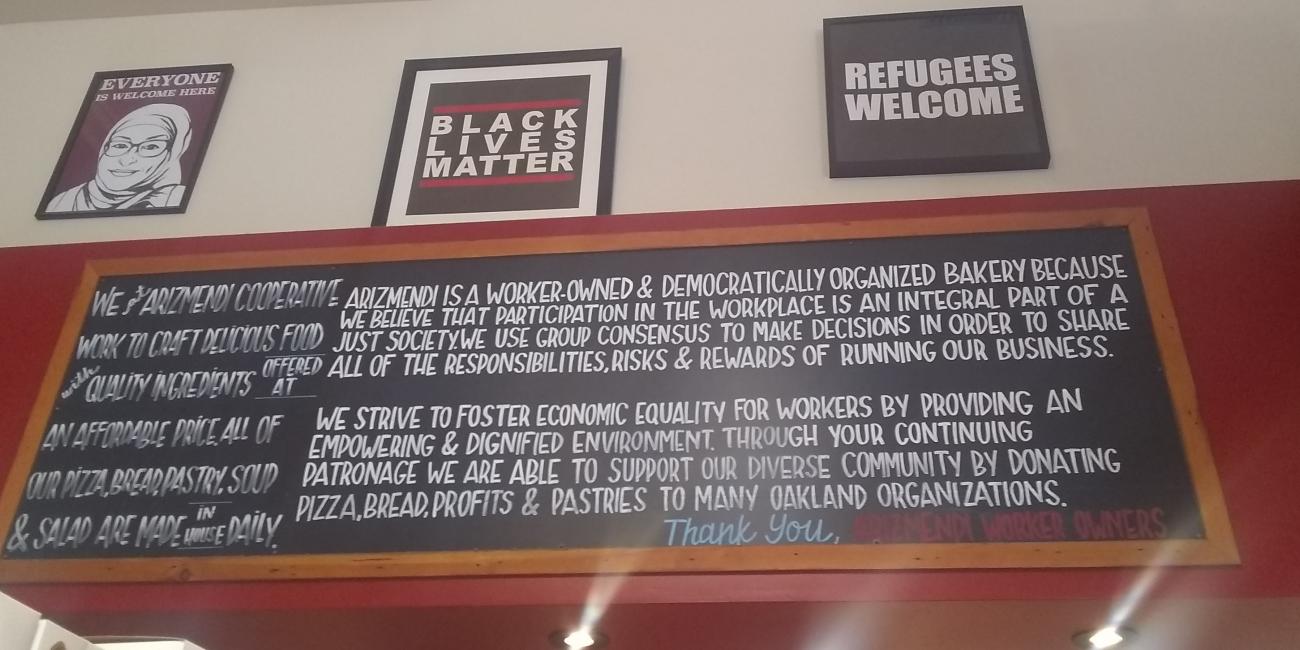 EVERYONE
IS WELCOME HERE
BLACK
LIVES
MATTER
REFUGEES
WELCOME
WE ARIZMENDI COOPERATIVE
WORK TO CRAFT DELICIOUS FOOD
with QUALITY INGREDIENTS OFFERED AT
AN AFFORDABLE PRICE. ALL OF
OUR PIZZA, BREAD, PASTRY, SOUP
& SALAD ARE MADE IN HOUSE DAILY.
ARIZMENDI IS A WORKER-OWNED & DEMOCRATICALLY ORGANIZED BAKERY BECAUSE
WE BELIEVE THAT PARTICIPATION IN THE WORKPLACE IS AN INTEGRAL PART OF A
JUST SOCIETY. WE USE GROUP CONSENSUS TO MAKE DECISIONS IN ORDER TO SHARE
ALL OF THE RESPONSIBILITIES, RISKS & REWARDS OF RUNNING OUR BUSINESS.
WE STRIVE TO FOSTER ECONOMIC EQUALITY FOR WORKERS BY PROVIDING AN
EMPOWERING & DIGNIFIED ENVIRONMENT. THROUGH YOUR CONTINUING
PATRONAGE WE ARE ABLE TO SUPPORT OUR DIVERSE COMMUNITY BY DONATING
PIZZA, BREAD, PROFITS & PASTRIES TO MANY OAKLAND ORGANIZATIONS.
Thank You, ARIZMENDI WORKER OWNERS